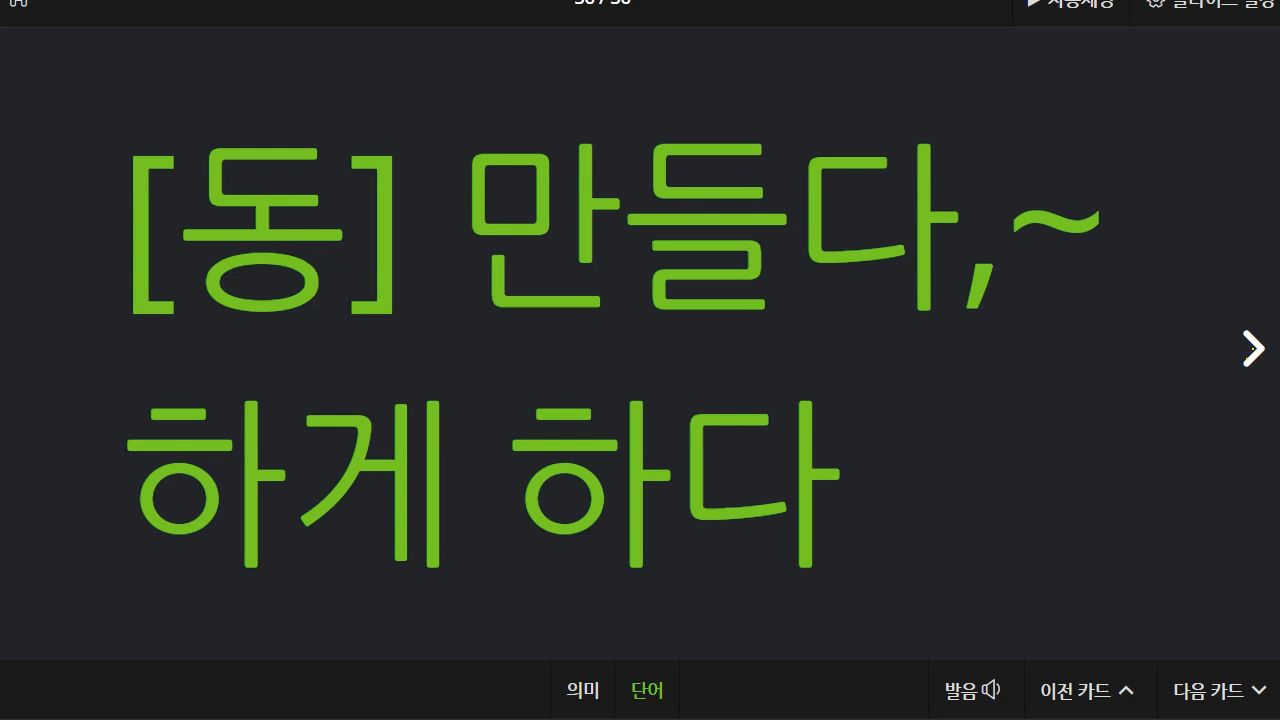 [동] 만들다,~
하게 하다
의미
단어
발음
이전 카드
다음 카드